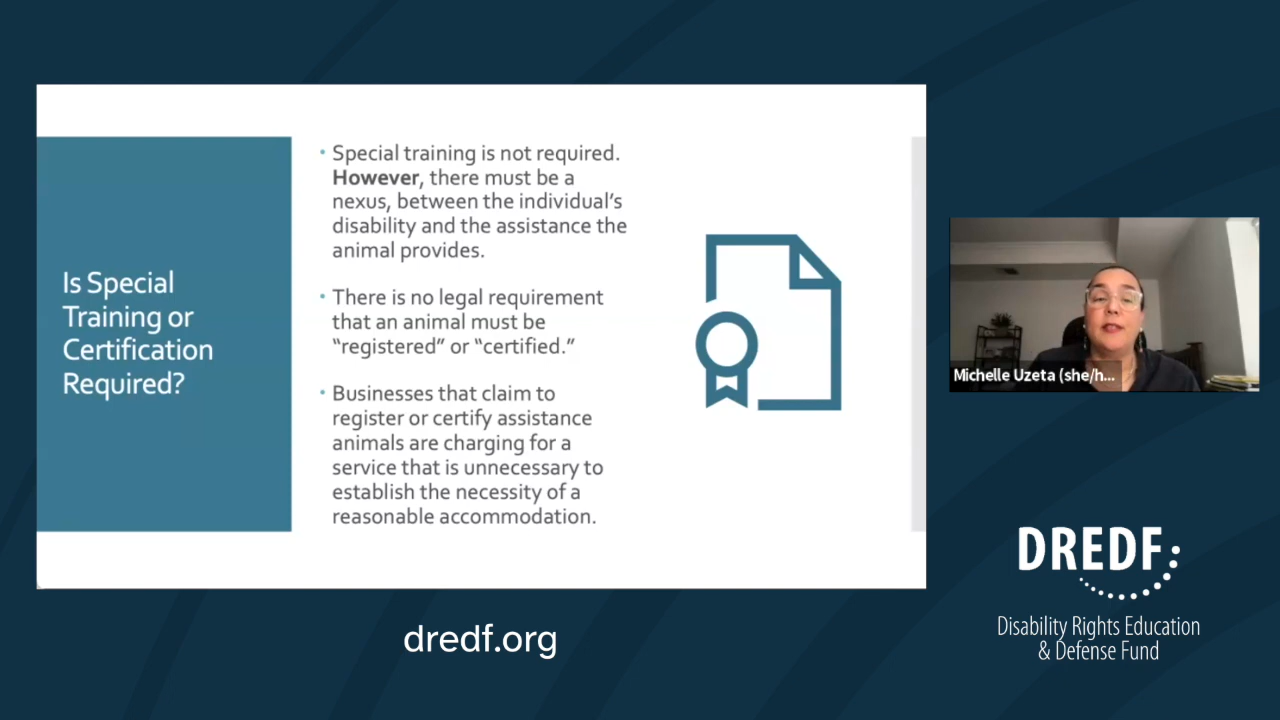 Is Special
Training or
Certification
Required?
• Special training is not required.
However, there must be a
nexus, between the individual's
disability and the assistance the
animal provides.
• There is no legal requirement
that an animal must be
“registered” or “certified.”
• Businesses that claim to
register or certify assistance
animals are charging for a
service that is unnecessary to
establish the necessity of a
reasonable accommodation.
Michelle Uzeta (she/h...
dredf.org
DREDF
Disability Rights Education
& Defense Fund